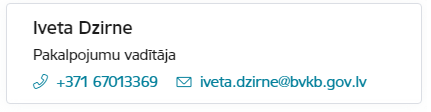 Iveta Dzirne
Pakalpojumu vadītāja
+371 67013369 iveta.dzirne@bvkb.gov.lv